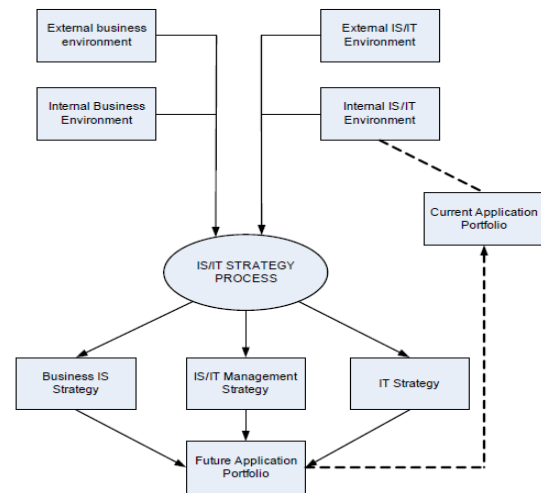 External business
environment
External IS/IT
Environment
Internal Business
Environment
Internal IS/IT
Environment
Current Application
Portfolio
IS/IT STRATEGY
PROCESS
Business IS
Strategy
IS/IT Management
Strategy
IT Strategy
Future Application
Portfolio